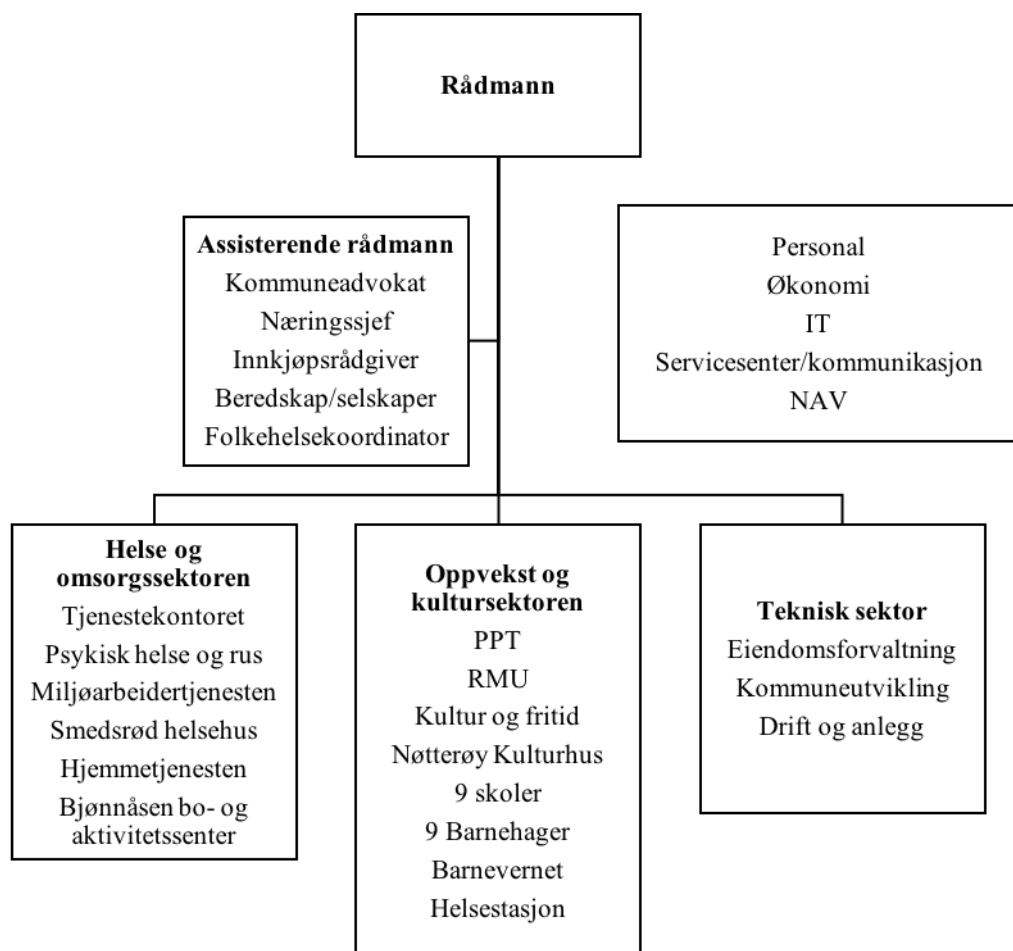 Rådmann
Assisterende rådmann
Kommuneadvokat
Næringssjef
Innkjøpsrådgiver
Beredskap/selskaper
Folkehelsekoordinator
Personal
Økonomi
IT
Servicesenter/kommunikasjon
NAV
Helse og
omsorgssektoren
Tjenestekontoret
Psykisk helse og rus
Miljøarbeidertjenesten
Smedsrød helsehus
Hjemmetjenesten
Bjønnåsen bo- og
aktivitetssenter
Oppvekst og
kultursektoren
PPT
RMU
Kultur og fritid
Nøtterøy Kulturhus
9 skoler
9 Barnehager
Barnevernet
Helsestasjon
Teknisk sektor
Eiendomsforvaltning
Kommuneutvikling
Drift og anlegg